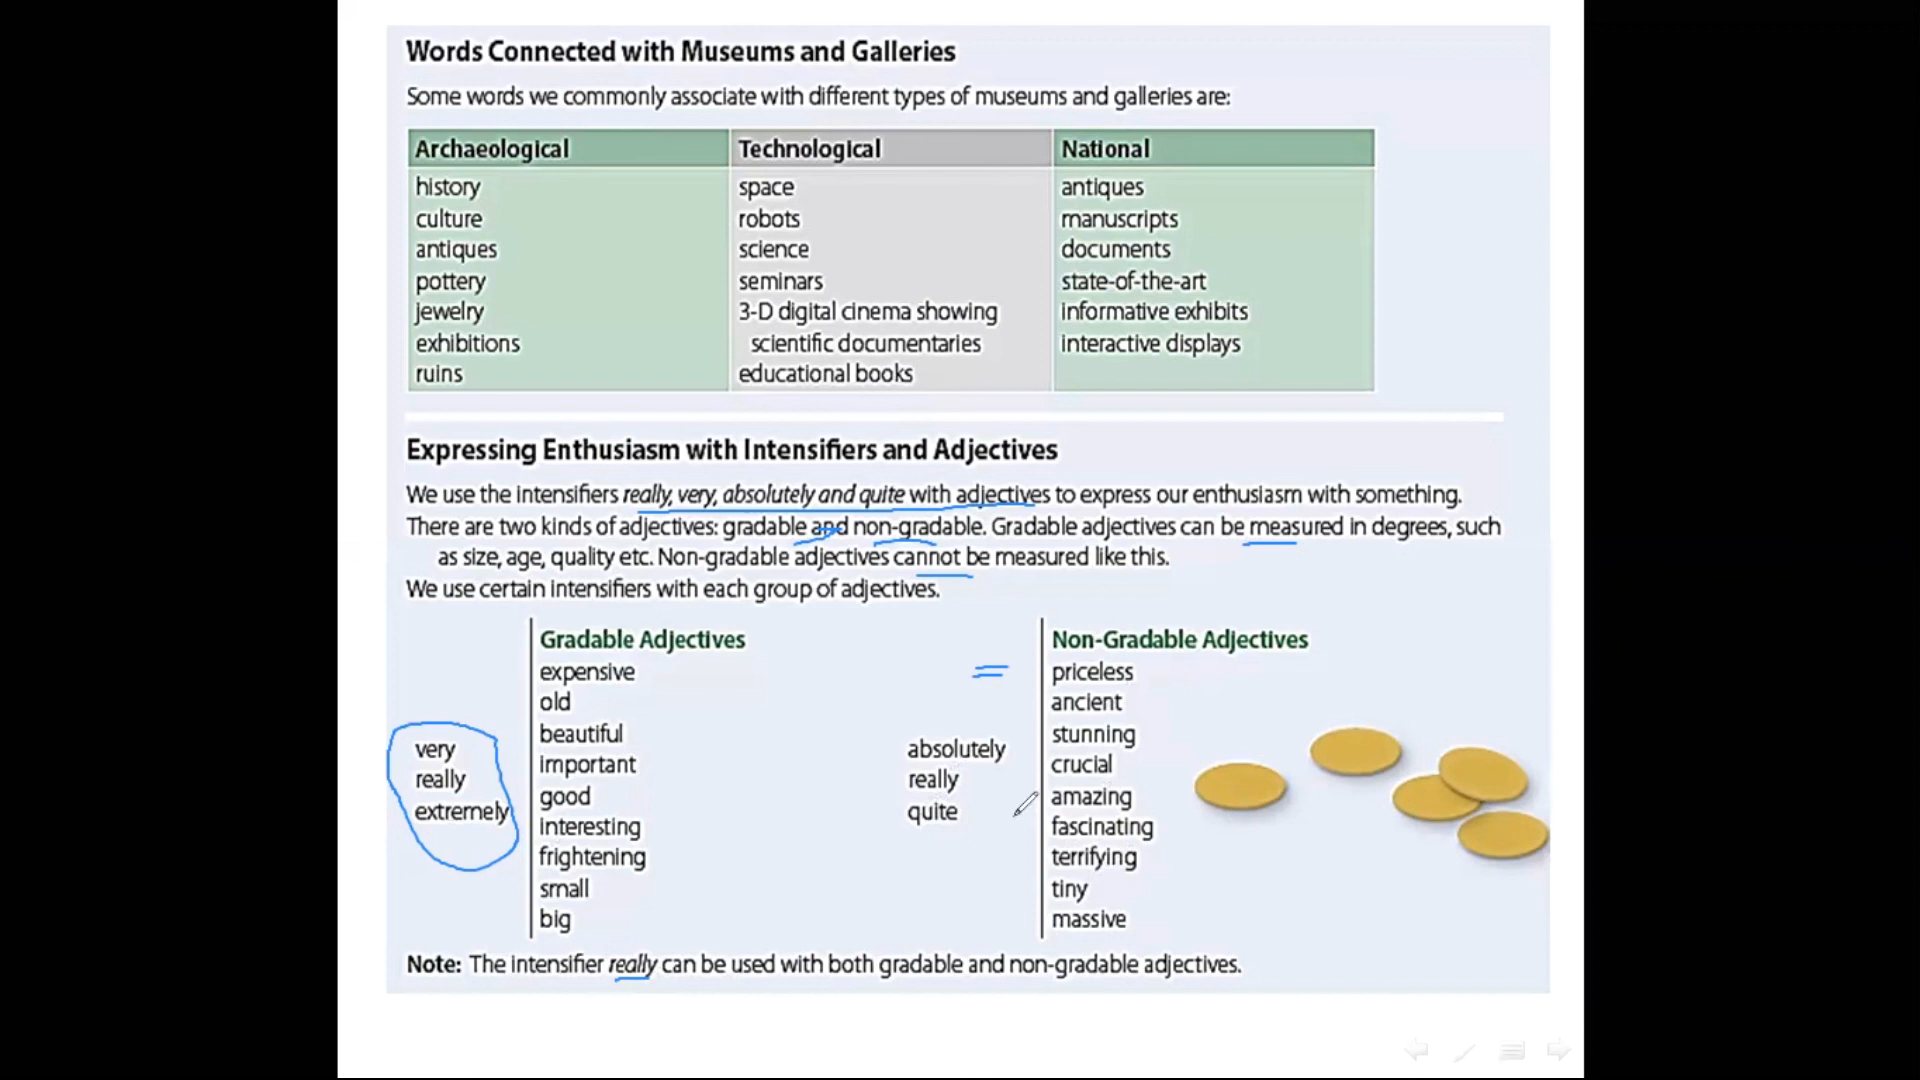 Words Connected with Museums and Galleries
Some words we commonly associate with different types of museums and galleries are:
Archaeological
history
culture
antiques
pottery
jewelry
exhibitions
ruins
Technological
space
robots
science
seminars
3-D digital cinema showing
scientific documentaries
educational books
National
antiques
manuscripts
documents
state-of-the-art
informative exhibits
interactive displays
Expressing Enthusiasm with Intensifiers and Adjectives
We use the intensifiers really, very, absolutely and quite with adjectives to express our enthusiasm with something.
There are two kinds of adjectives: gradable and non-gradable. Gradable adjectives can be measured in degrees, such
as size, age, quality etc. Non-gradable adjectives cannot be measured like this.
We use certain intensifiers with each group of adjectives.
very
really
extremely
Gradable Adjectives
expensive
old
beautiful
important
good
interesting
frightening
small
big
absolutely
really
quite
Non-Gradable Adjectives
priceless
ancient
stunning
crucial
amazing
fascinating
terrifying
tiny
massive
Note: The intensifier really can be used with both gradable and non-gradable adjectives.